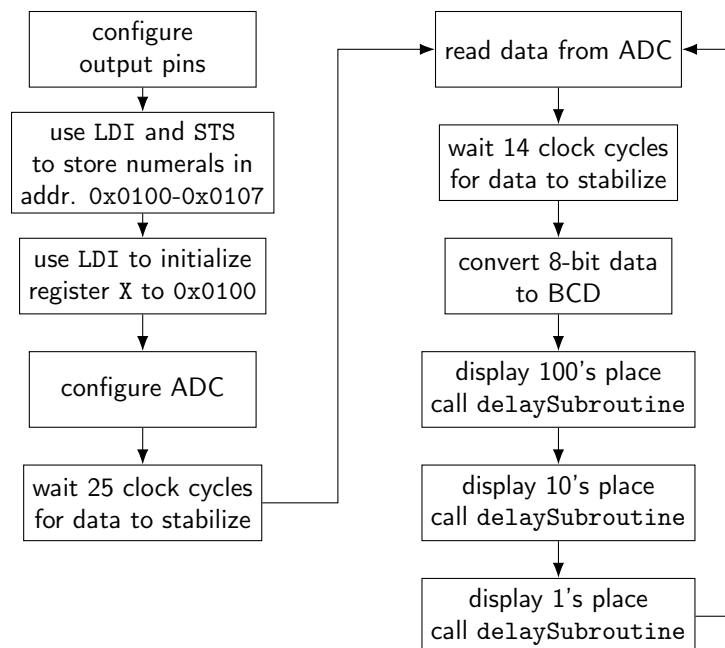 configure
output pins
use LDI and STS
to store numerals in
addr. 0x0100-0x0107
use LDI to initialize
register X to 0x0100
configure ADC
wait 25 clock cycles
for data to stabilize
read data from ADC
wait 14 clock cycles
for data to stabilize
convert 8-bit data
to BCD
display 100's place
call delaySubroutine
display 10's place
call delaySubroutine
display 1's place
call delaySubroutine